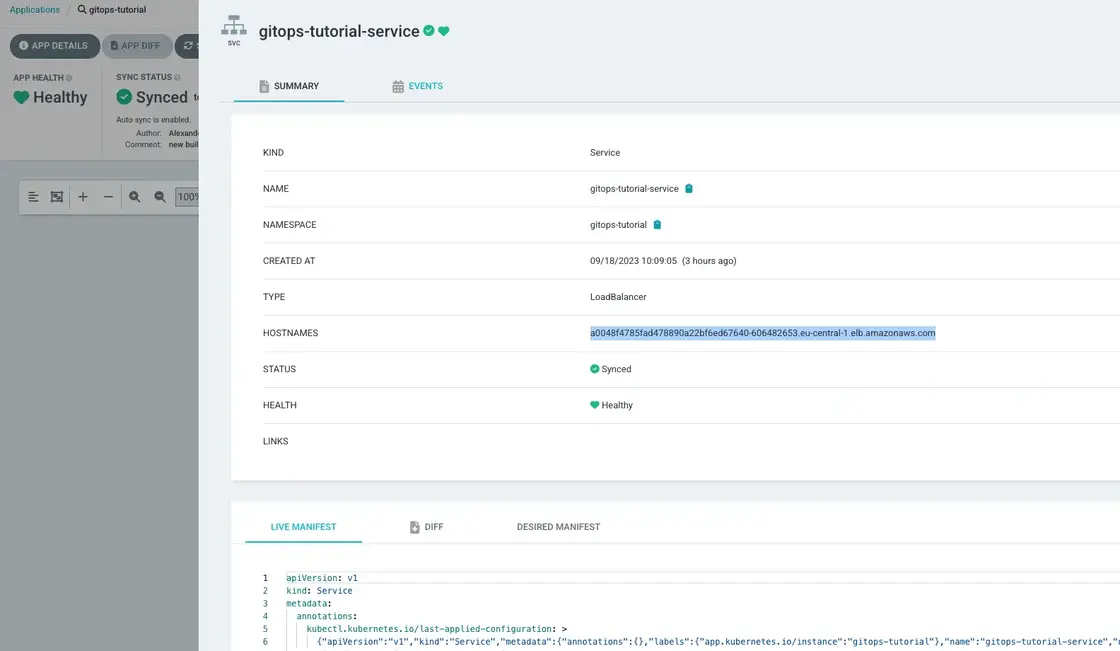 Applications / gitops-tutorial
APP DETAILS APP DIFF
APP HEALTH
Healthy
SYNC STATUS
Synced
Auto sync is enabled.
Author:
Comment: new
100%
svc
gitops-tutorial-service
SUMMARY EVENTS
KIND Service
NAME gitops-tutorial-service
NAMESPACE gitops-tutorial
CREATED AT 09/18/2023 10:09:05 (3 hours ago)
TYPE LoadBalancer
HOSTNAMES a0048f4785fad478890a22bf6ed67640-606482653.eu-central-1.elb.amazonaws.com
STATUS Synced
HEALTH Healthy
LINKS
LIVE MANIFEST DIFF DESIRED MANIFEST
1 apiVersion: v1
2 kind: Service
3 metadata:
4 annotations:
5 kubectl.kubernetes.io/last-applied-configuration: >
6 {"apiVersion":"v1","kind":"Service","metadata":{"annotations":{},"labels":{"app.kubernetes.io/instance":"gitops-tutorial"},"name":"gitops-tutorial-service","